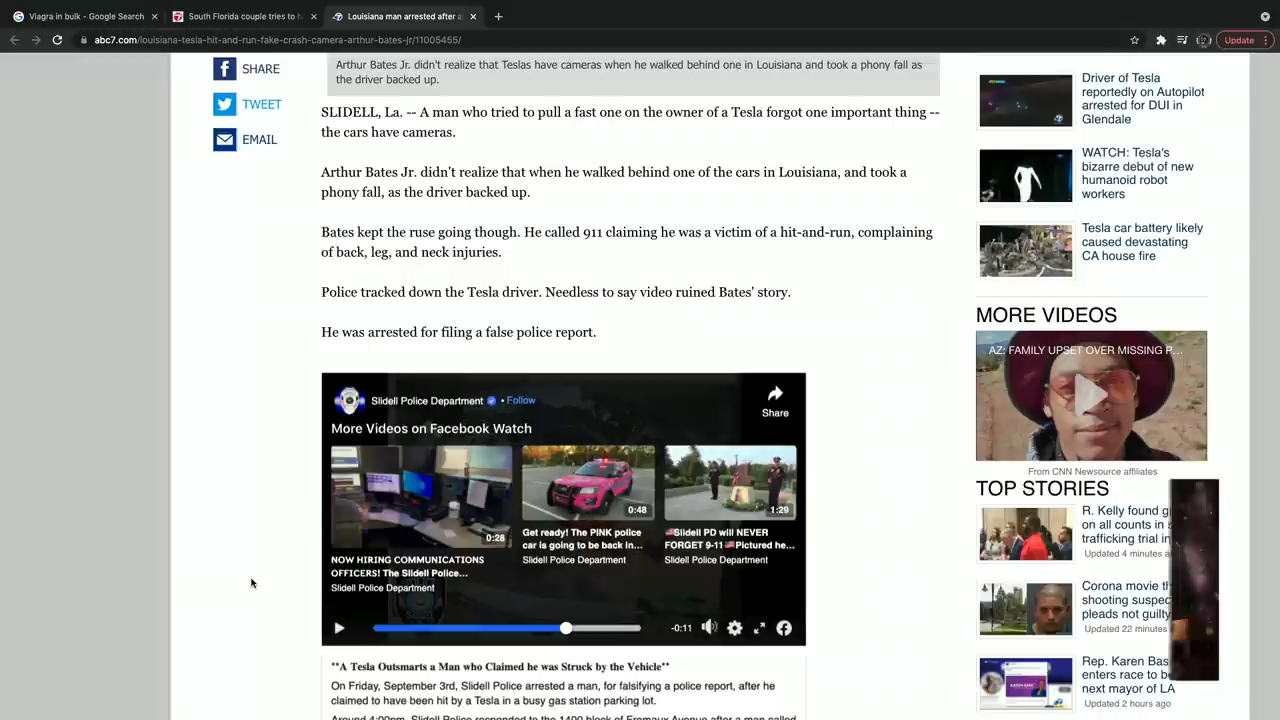 Viagra in bulk - Google Search
South Florida couple tries to h
Louisiana man arrested after a
abc7.com/louisiana-tesla-hit-and-run-fake-crash-camera-arthur-bates-jr/11005455/
Update
SHARE
TWEET
EMAIL
Arthur Bates Jr. didn't realize that Teslas have cameras when he walked behind one in Louisiana and took a phony fall as
the driver backed up.
SLIDELL, La. -- A man who tried to pull a fast one on the owner of a Tesla forgot one important thing --
the cars have cameras.
Arthur Bates Jr. didn't realize that when he walked behind one of the cars in Louisiana, and took a
phony fall, as the driver backed up.
Bates kept the ruse going though. He called 911 claiming he was a victim of a hit-and-run, complaining
of back, leg, and neck injuries.
Police tracked down the Tesla driver. Needless to say video ruined Bates' story.
He was arrested for filing a false police report.
Slidell Police Department • Follow
Share
More Videos on Facebook Watch
0:28
0:48
1:29
NOW HIRING COMMUNICATIONS
OFFICERS! The Slidell Police...
Slidell Police Department
Get ready! The PINK police
car is going to be back in...
Slidell Police Department
Slidell PD will NEVER
FORGET 9-11 Pictured he...
Slidell Police Department
-0:11
**A Tesla Outsmarts a Man who Claimed he was Struck by the Vehicle**
On Friday, September 3rd, Slidell Police arrested a man, for falsifying a police report, after he
claimed to have been hit by a Tesla in a busy gas station parking lot.
Around 4:00pm, Slidell Police responded to the 1400 block of Fremaux Avenue after a man called
Driver of Tesla
reportedly on Autopilot
arrested for DUI in
Glendale
WATCH: Tesla's
bizarre debut of new
humanoid robot
workers
Tesla car battery likely
caused devastating
CA house fire
MORE VIDEOS
AZ: FAMILY UPSET OVER MISSING P...
From CNN Newsource affiliates
TOP STORIES
R. Kelly found g
on all counts in s
trafficking trial in
Updated 4 minutes a
Corona movie th
shooting suspec
pleads not guilty
Updated 22 minutes
Rep. Karen Bas
enters race to be
next mayor of LA
Updated 2 hours ago